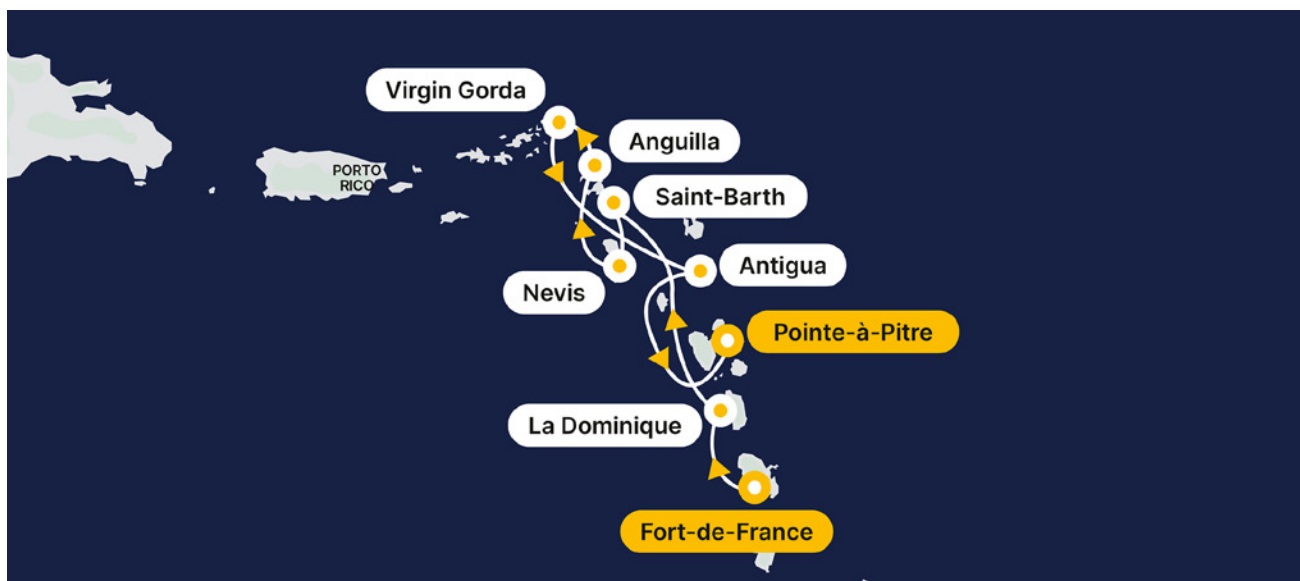 Virgin Gorda
Anguilla
PORTO
RICO
Saint-Barth
Antigua
Nevis
Pointe-à-Pitre
La Dominique
Fort-de-France